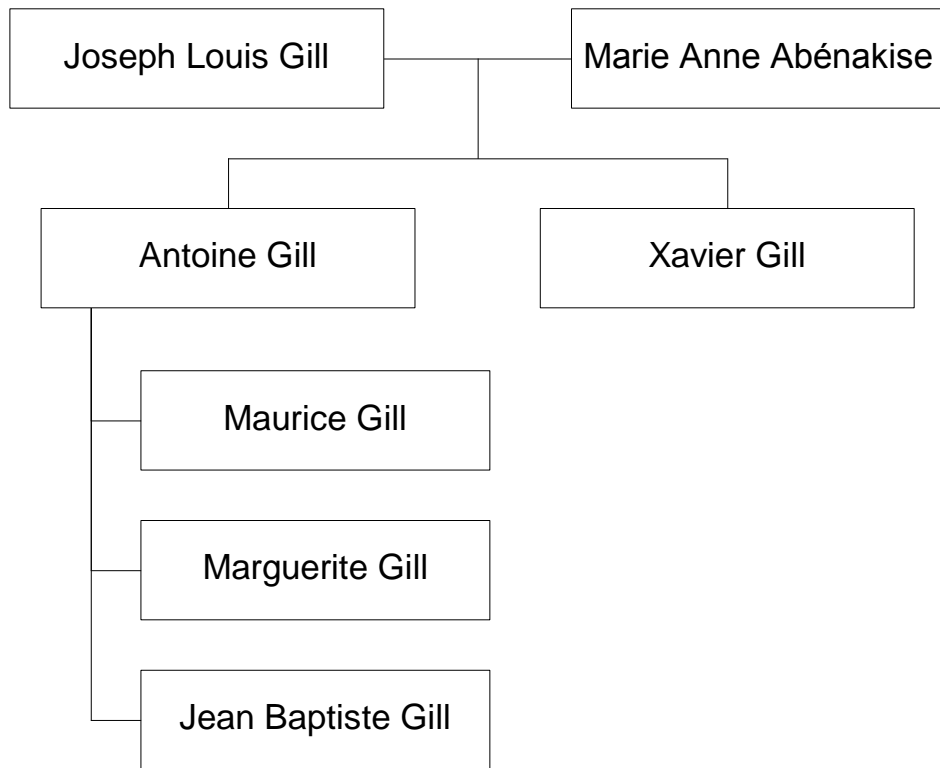 Joseph Louis Gill
Marie Anne Abénakise
Antoine Gill
Xavier Gill
Maurice Gill
Marguerite Gill
Jean Baptiste Gill